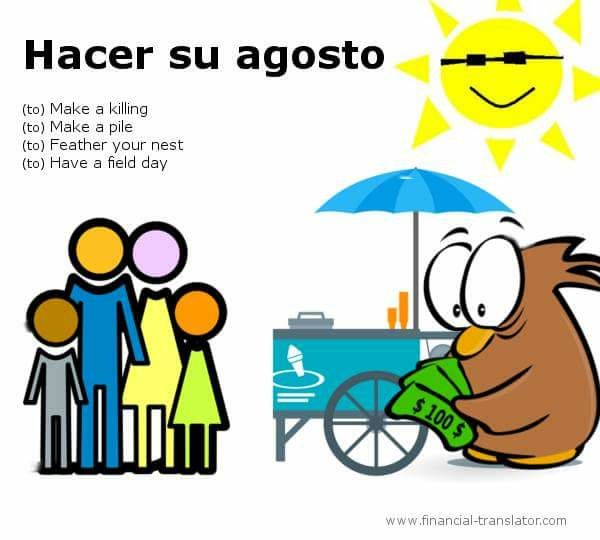 Hacer su agosto
(to) Make a killing
(to) Make a pile
(to) Feather your nest
(to) Have a field day
$ 100 $
www.financial-translator.com